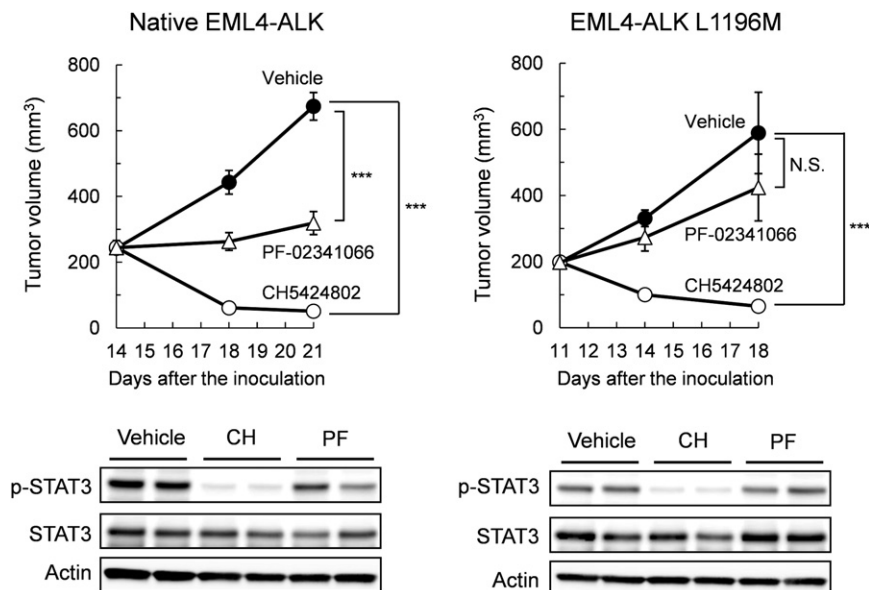 Native EML4-ALK
Tumor volume (mm³)
800
600
400
200
0
Vehicle
***
***
PF-02341066
CH5424802
14 15 16 17 18 19 20 21
Days after the inoculation
EML4-ALK L1196M
Tumor volume (mm³)
800
600
400
200
0
Vehicle
N.S.
***
PF-02341066
CH5424802
11 12 13 14 15 16 17 18
Days after the inoculation
Vehicle CH PF
p-STAT3
STAT3
Actin
Vehicle CH PF
p-STAT3
STAT3
Actin